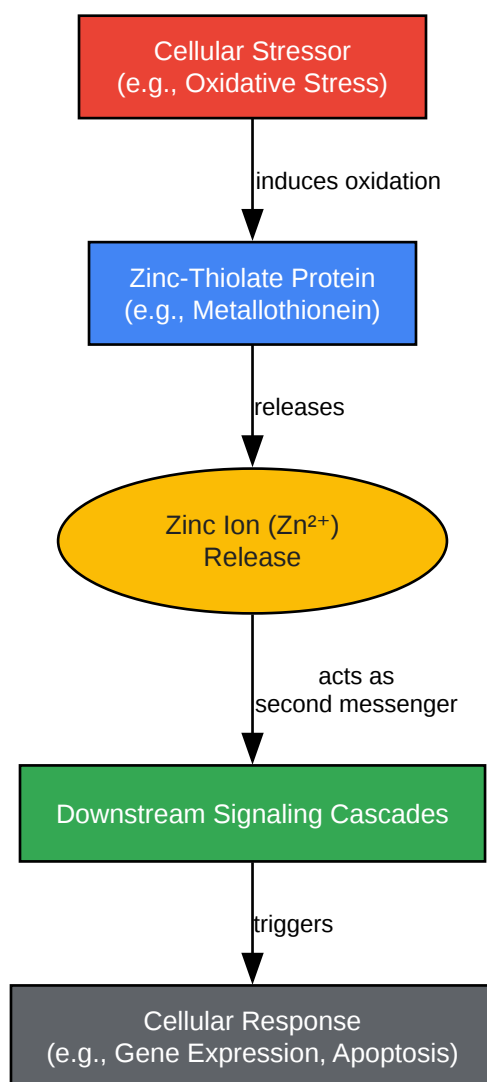 Cellular Stressor
(e.g., Oxidative Stress)
induces oxidation
Zinc-Thiolate Protein
(e.g., Metallothionein)
releases
Zinc Ion (Zn²⁺)
Release
acts as
second messenger
Downstream Signaling Cascades
triggers
Cellular Response
(e.g., Gene Expression, Apoptosis)